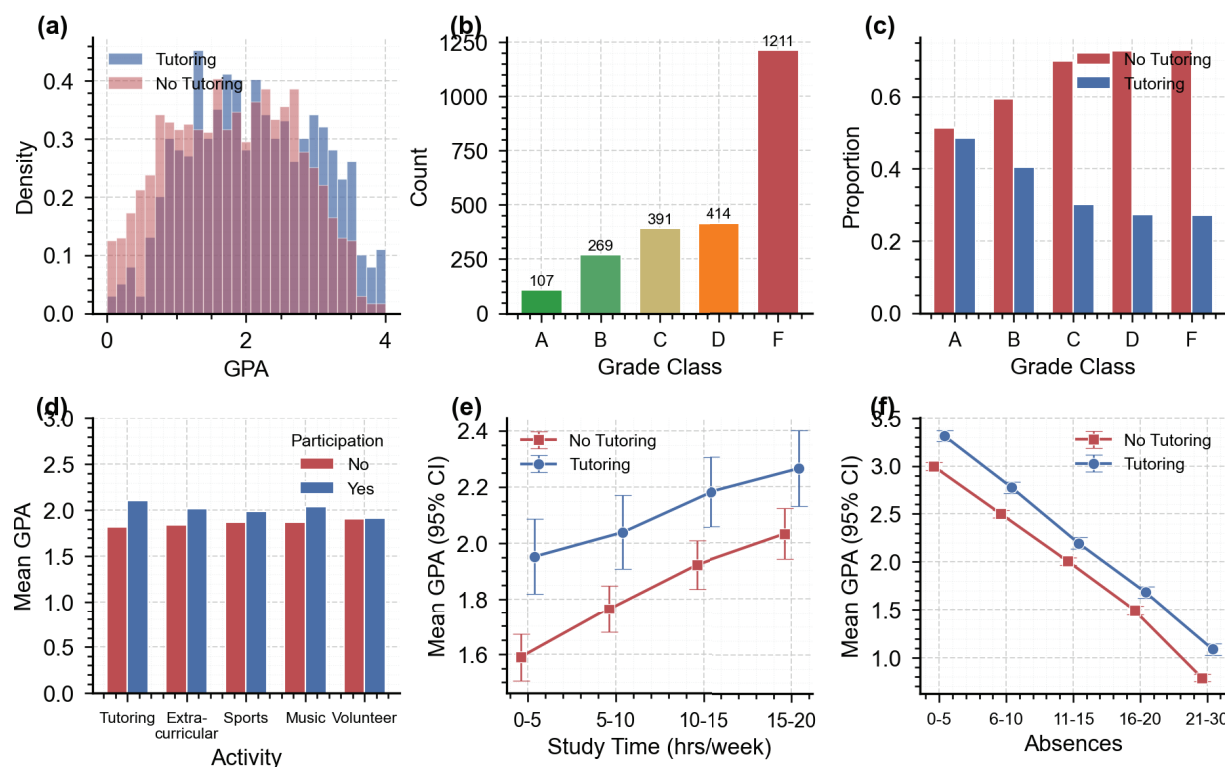 (a)
Tutoring
No Tutoring
0.4
0.3
0.2
0.1
0.0
Density
0
2
4
GPA
(b)
1250
1000
750
500
250
0
Count
107
269
391
414
1211
A
B
C
D
F
Grade Class
(c)
No Tutoring
Tutoring
0.6
0.4
0.2
0.0
Proportion
A
B
C
D
F
Grade Class
(d)
3.0
2.5
2.0
1.5
1.0
0.5
0.0
Mean GPA
Participation
No
Yes
Tutoring
Extra-
curricular
Sports
Music
Volunteer
Activity
(e)
No Tutoring
Tutoring
2.4
2.2
2.0
1.8
1.6
Mean GPA (95% CI)
0-5
5-10
10-15
15-20
Study Time (hrs/week)
(f)
No Tutoring
Tutoring
3.5
3.0
2.5
2.0
1.5
1.0
Mean GPA (95% CI)
0-5
6-10
11-15
16-20
21-30
Absences